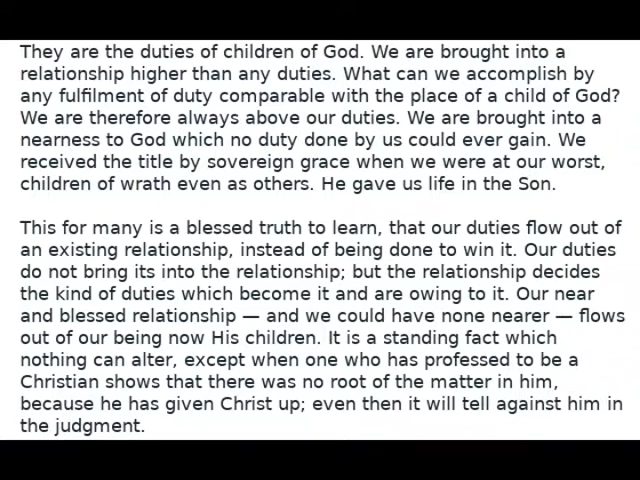 They are the duties of children of God. We are brought into a
relationship higher than any duties. What can we accomplish by
any fulfilment of duty comparable with the place of a child of God?
We are therefore always above our duties. We are brought into a
nearness to God which no duty done by us could ever gain. We
received the title by sovereign grace when we were at our worst,
children of wrath even as others. He gave us life in the Son.
This for many is a blessed truth to learn, that our duties flow out of
an existing relationship, instead of being done to win it. Our duties
do not bring its into the relationship; but the relationship decides
the kind of duties which become it and are owing to it. Our near
and blessed relationship — and we could have none nearer — flows
out of our being now His children. It is a standing fact which
nothing can alter, except when one who has professed to be a
Christian shows that there was no root of the matter in him,
because he has given Christ up; even then it will tell against him in
the judgment.